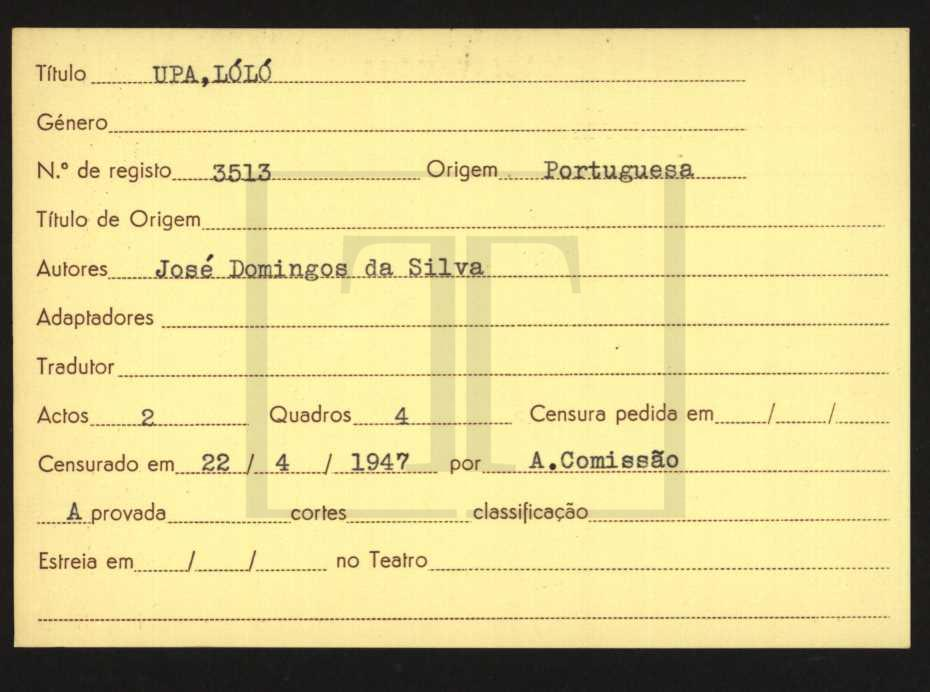 Título UPA,LÓLÓ
Género
N.º de registo 3513 Origem Portuguesa
Título de Origem
Autores José Domingos da Silva
Adaptadores
Tradutor
Actos 2 Quadros 4 Censura pedida em / /
Censurado em 22 / 4 / 1947 por A.Comissão
A provada cortes classificação
Estreia em / / no Teatro